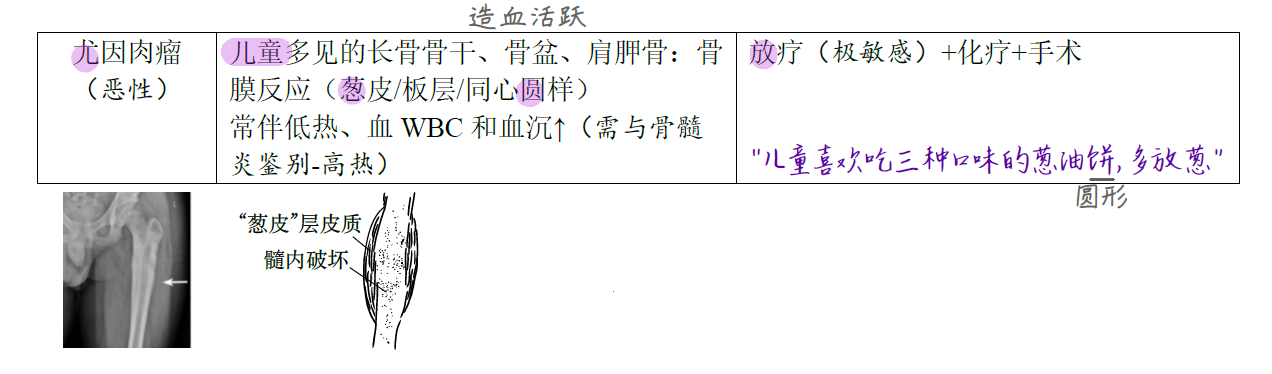 造血活跃
尤因肉瘤
（恶性）
儿童多见的长骨骨干、骨盆、肩胛骨：骨
膜反应（葱皮/板层/同心圆样）
常伴低热、血 WBC 和血沉↑（需与骨髓
炎鉴别-高热）
放疗（极敏感）+化疗+手术
"儿童喜欢吃三种口味的葱油饼,多放葱"
圆形
L
“葱皮”层皮质
髓内破坏